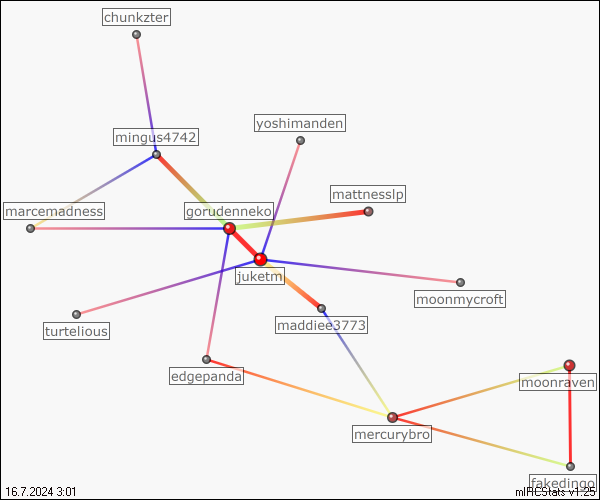 chunkzter
yoshimanden
mingus4742
mattnesslp
marcemadness
gorudenneko
juketm
moonmycroft
maddiee3773
turtelious
edgepanda
moonraven
mercurybro
fakedingo
16.7.2024 3:01
mIRCStats v1.25